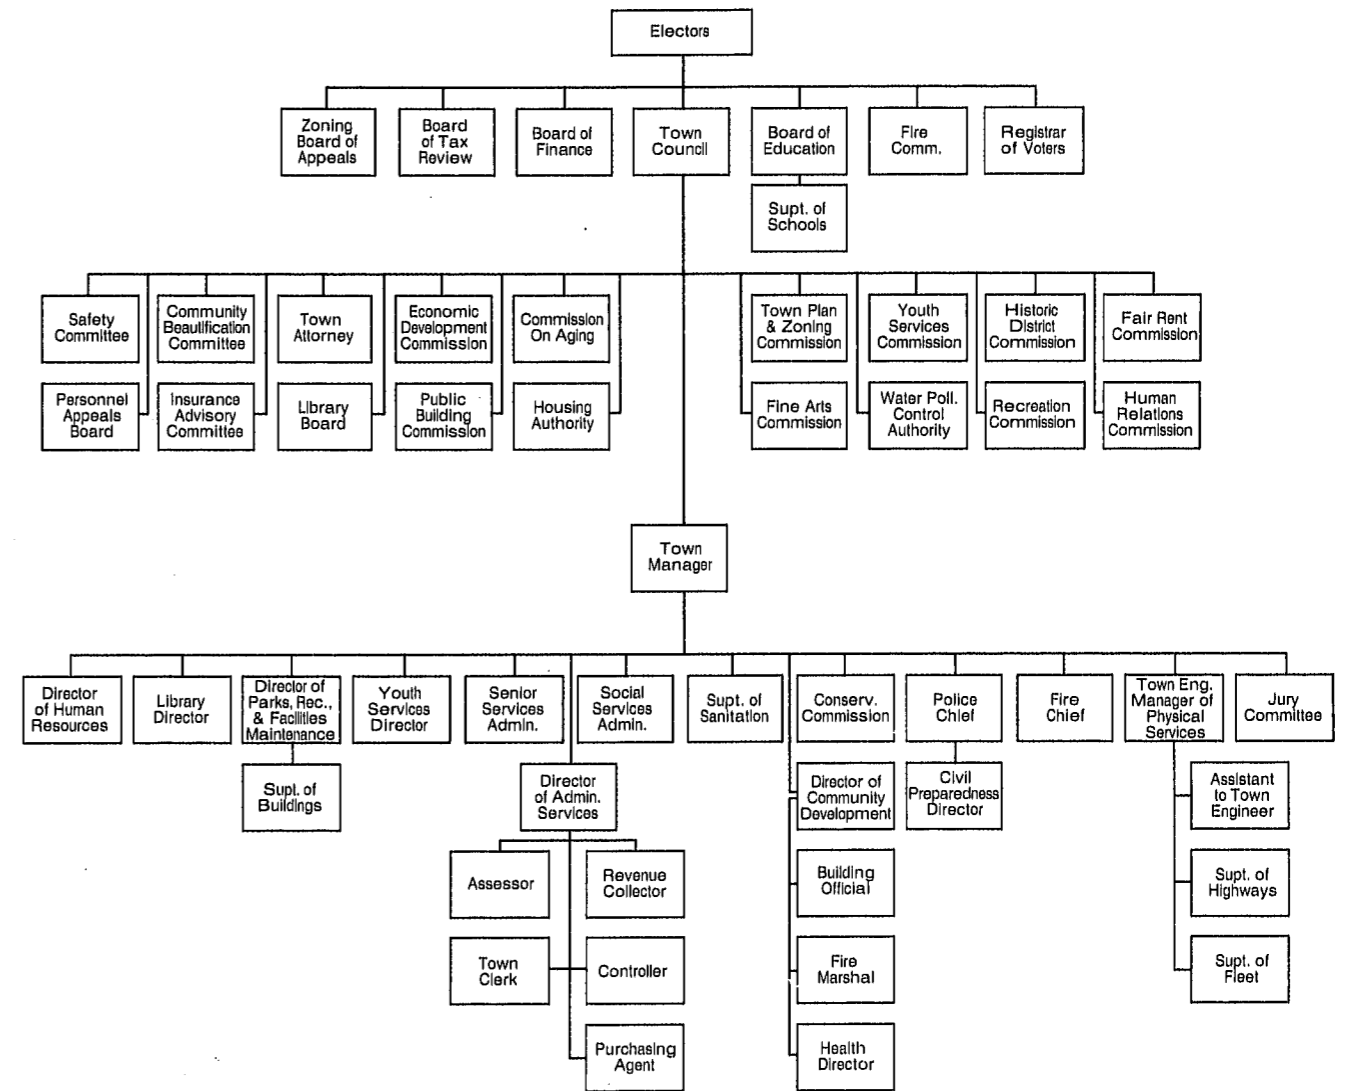 Electors
Zoning
Board of
Appeals
Board
of Tax
Review
Board of
Finance
Town
Council
Board of
Education
Fire
Comm.
Registrar
of Voters
Supt. of
Schools
Safety
Committee
Community
Beautification
Committee
Town
Attorney
Economic
Development
Commission
Commission
On Aging
Town Plan
& Zoning
Commission
Youth
Services
Commission
Historic
District
Commission
Fair Rent
Commission
Personnel
Appeals
Board
Insurance
Advisory
Committee
Library
Board
Public
Building
Commission
Housing
Authority
Fine Arts
Commission
Water Poll.
Control
Authority
Recreation
Commission
Human
Relations
Commission
Town
Manager
Director
of Human
Resources
Library
Director
Director of
Parks, Rec.,
& Facilities
Maintenance
Youth
Services
Director
Senior
Services
Admin.
Social
Services
Admin.
Supt. of
Sanitation
Conserv.
Commission
Police
Chief
Fire
Chief
Town Eng.
Manager of
Physical
Services
Jury
Committee
Supt. of
Buildings
Director
of Admin.
Services
Director of
Community
Development
Civil
Preparedness
Director
Assistant
to Town
Engineer
Assessor
Revenue
Collector
Building
Official
Supt. of
Highways
Town
Clerk
Controller
Fire
Marshal
Supt. of
Fleet
Purchasing
Agent
Health
Director